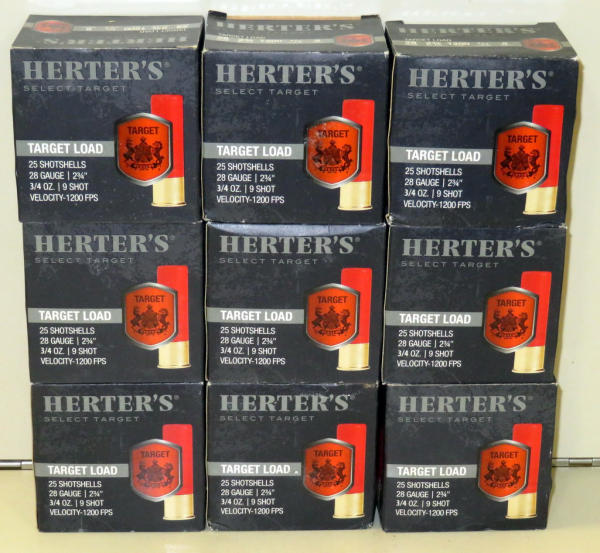 HERTER'S®
SELECT TARGET
TARGET
TARGET LOAD
25 SHOTSHELLS
28 GAUGE | 2¾"
3/4 OZ. | 9 SHOT
VELOCITY-1200 FPS
HERTER'S®
SELECT TARGET
TARGET
TARGET LOAD
25 SHOTSHELLS
28 GAUGE | 2¾"
3/4 OZ. | 9 SHOT
VELOCITY-1200 FPS
HERTER'S®
SELECT TARGET
TARGET
TARGET LOAD
25 SHOTSHELLS
28 GAUGE | 2¾"
3/4 OZ. | 9 SHOT
VELOCITY-1200 FPS
HERTER'S®
SELECT TARGET
TARGET
TARGET LOAD
25 SHOTSHELLS
28 GAUGE | 2¾"
3/4 OZ. | 9 SHOT
VELOCITY-1200 FPS
HERTER'S®
SELECT TARGET
TARGET
TARGET LOAD
25 SHOTSHELLS
28 GAUGE | 2¾"
3/4 OZ. | 9 SHOT
VELOCITY-1200 FPS
HERTER'S®
SELECT TARGET
TARGET
TARGET LOAD
25 SHOTSHELLS
28 GAUGE | 2¾"
3/4 OZ. | 9 SHOT
VELOCITY-1200 FPS
HERTER'S®
SELECT TARGET
TARGET
TARGET LOAD
25 SHOTSHELLS
28 GAUGE | 2¾"
3/4 OZ. | 9 SHOT
VELOCITY-1200 FPS
HERTER'S®
SELECT TARGET
TARGET
TARGET LOAD
25 SHOTSHELLS
28 GAUGE | 2¾"
3/4 OZ. | 9 SHOT
VELOCITY-1200 FPS
HERTER'S®
SELECT TARGET
TARGET
TARGET LOAD
25 SHOTSHELLS
28 GAUGE | 2¾"
3/4 OZ. | 9 SHOT
VELOCITY-1200 FPS